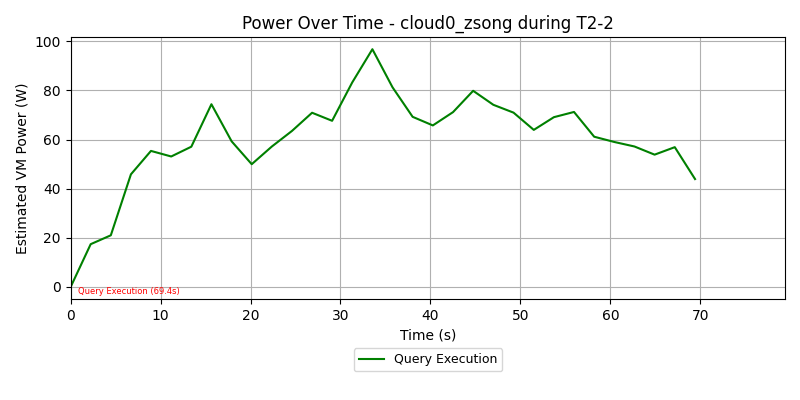 Power Over Time - cloud0_zsong during T2-2
Estimated VM Power (W)
100
80
60
40
20
0
Query Execution (69.4s)
0 10 20 30 40 50 60 70
Time (s)
Query Execution